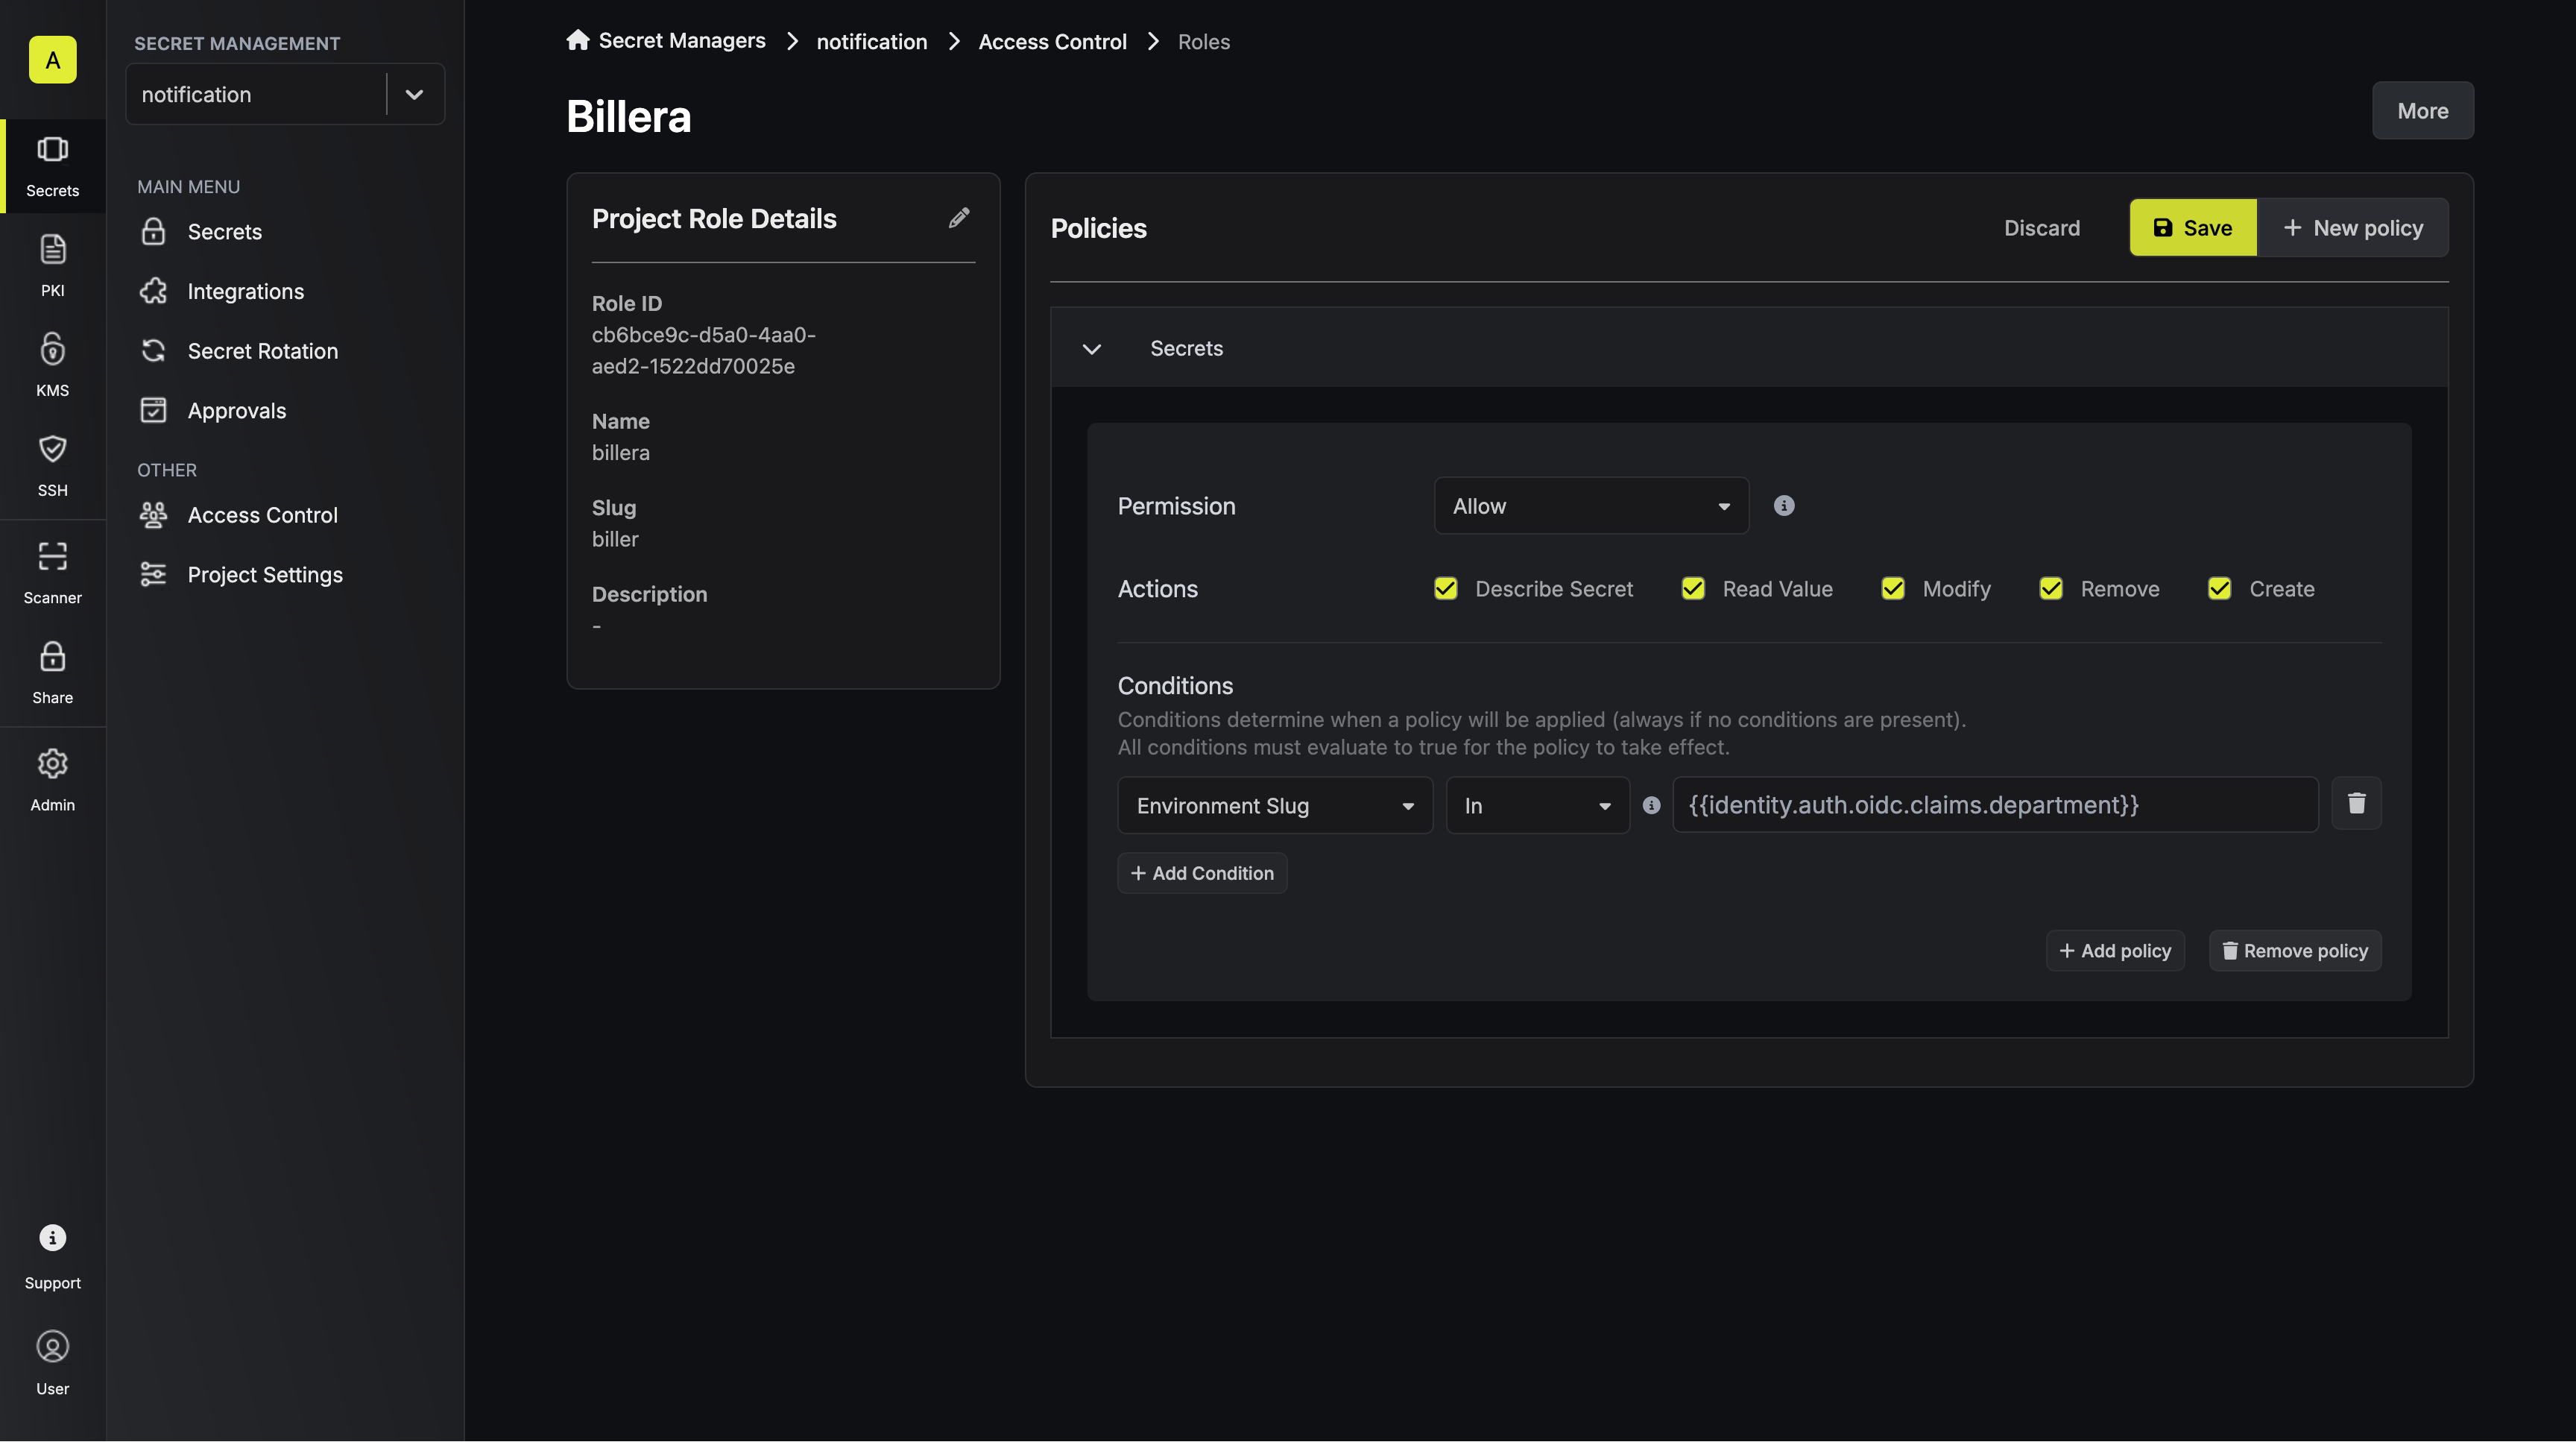 A
Secrets
PKI
KMS
SSH
Scanner
Share
Admin
Support
User
SECRET MANAGEMENT
notification
MAIN MENU
Secrets
Integrations
Secret Rotation
Approvals
OTHER
Access Control
Project Settings
Secret Managers notification Access Control Roles
Billera
More
Project Role Details
Role ID
cb6bce9c-d5a0-4aa0-
aed2-1522dd70025e
Name
billera
Slug
biller
Description
-
Policies
Discard
Save
+ New policy
Secrets
Permission
Allow
Actions
Describe Secret Read Value Modify Remove Create
Conditions
Conditions determine when a policy will be applied (always if no conditions are present).
All conditions must evaluate to true for the policy to take effect.
Environment Slug In {{identity.auth.oidc.claims.department}}
+ Add Condition
+ Add policy
Remove policy